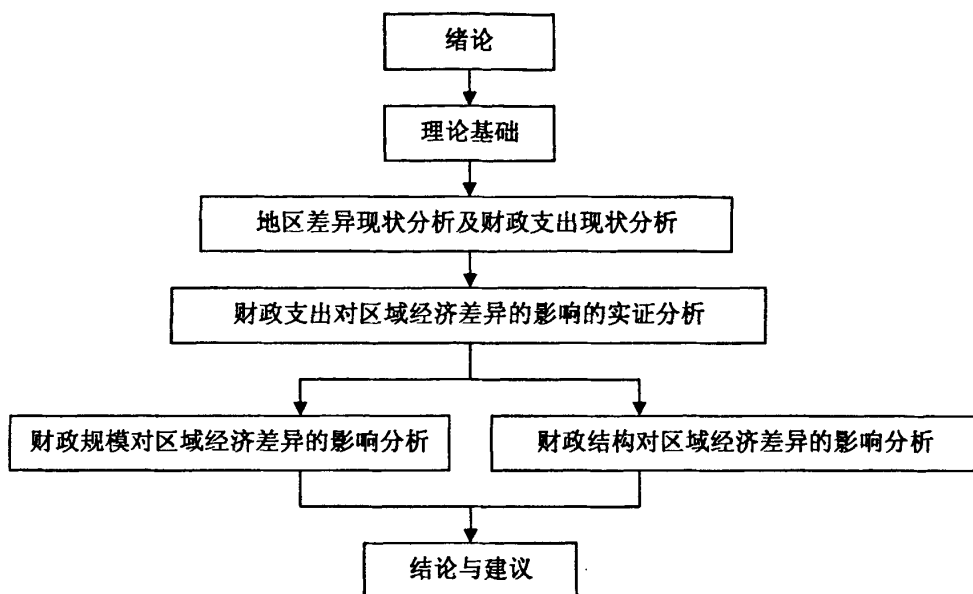 绪论
理论基础
地区差异现状分析及财政支出现状分析
财政支出对区域经济差异的影响的实证分析
财政规模对区域经济差异的影响分析
财政结构对区域经济差异的影响分析
结论与建议